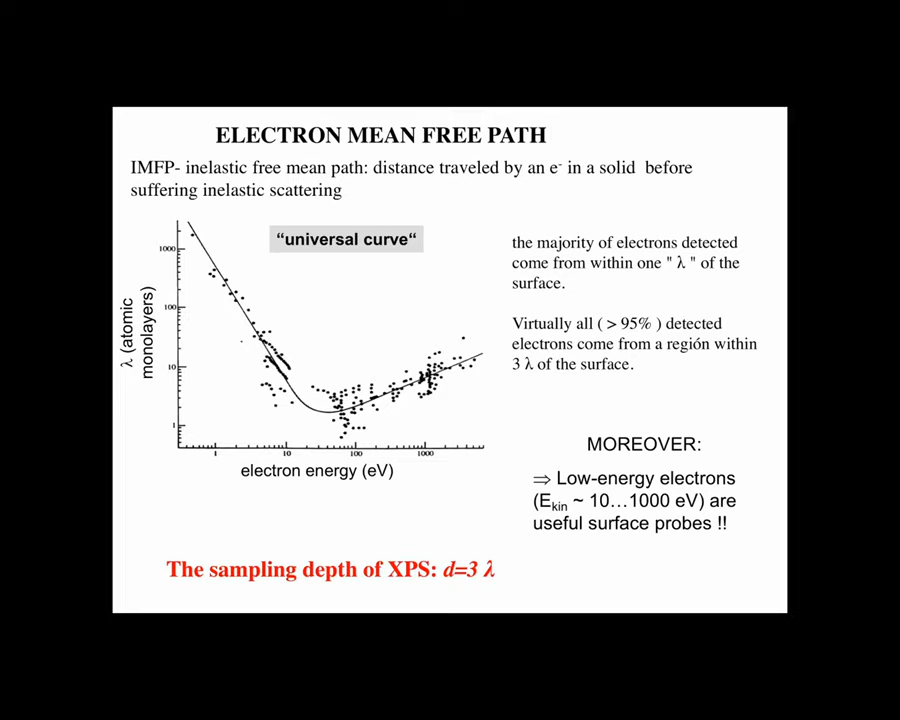 ELECTRON MEAN FREE PATH
IMFP- inelastic free mean path: distance traveled by an e- in a solid before
suffering inelastic scattering
“universal curve“
the majority of electrons detected
come from within one " λ " of the
surface.
Virtually all ( > 95% ) detected
electrons come from a región within
3 λ of the surface.
λ (atomic
monolayers)
1000
100
10
1
1 10 100 1000
electron energy (eV)
MOREOVER:
⇒ Low-energy electrons
(Ekin ~ 10…1000 eV) are
useful surface probes !!
The sampling depth of XPS: d=3 λ